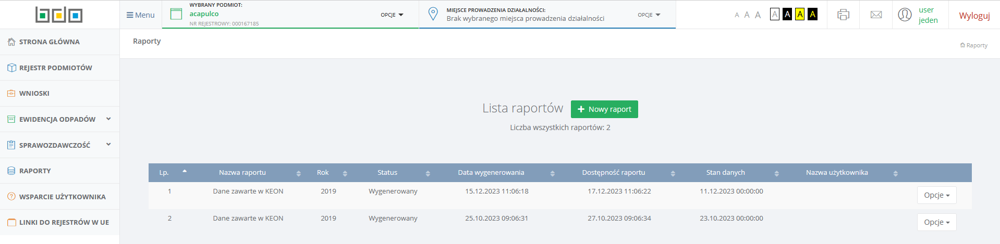 bdo
Menu
WYBRANY PODMIOT:
acapulco
NR REJESTROWY: 000167185
OPCJE
MIEJSCE PROWADZENIA DZIAŁALNOŚCI:
Brak wybranego miejsca prowadzenia działalności
OPCJE
A A A
A A A A
user
jeden
Wyloguj
STRONA GŁÓWNA
REJESTR PODMIOTÓW
WNIOSKI
EWIDENCJA ODPADÓW
SPRAWOZDAWCZOŚĆ
RAPORTY
WSPARCIE UŻYTKOWNIKA
LINKI DO REJESTRÓW W UE
Raporty
Raporty
Lista raportów
+ Nowy raport
Liczba wszystkich raportów: 2
Lp. Nazwa raportu Rok Status Data wygenerowania Dostępność raportu Stan danych Nazwa użytkownika
1 Dane zawarte w KEON 2019 Wygenerowany 15.12.2023 11:06:18 17.12.2023 11:06:22 11.12.2023 00:00:00 Opcje
2 Dane zawarte w KEON 2019 Wygenerowany 25.10.2023 09:06:31 27.10.2023 09:06:34 23.10.2023 00:00:00 Opcje